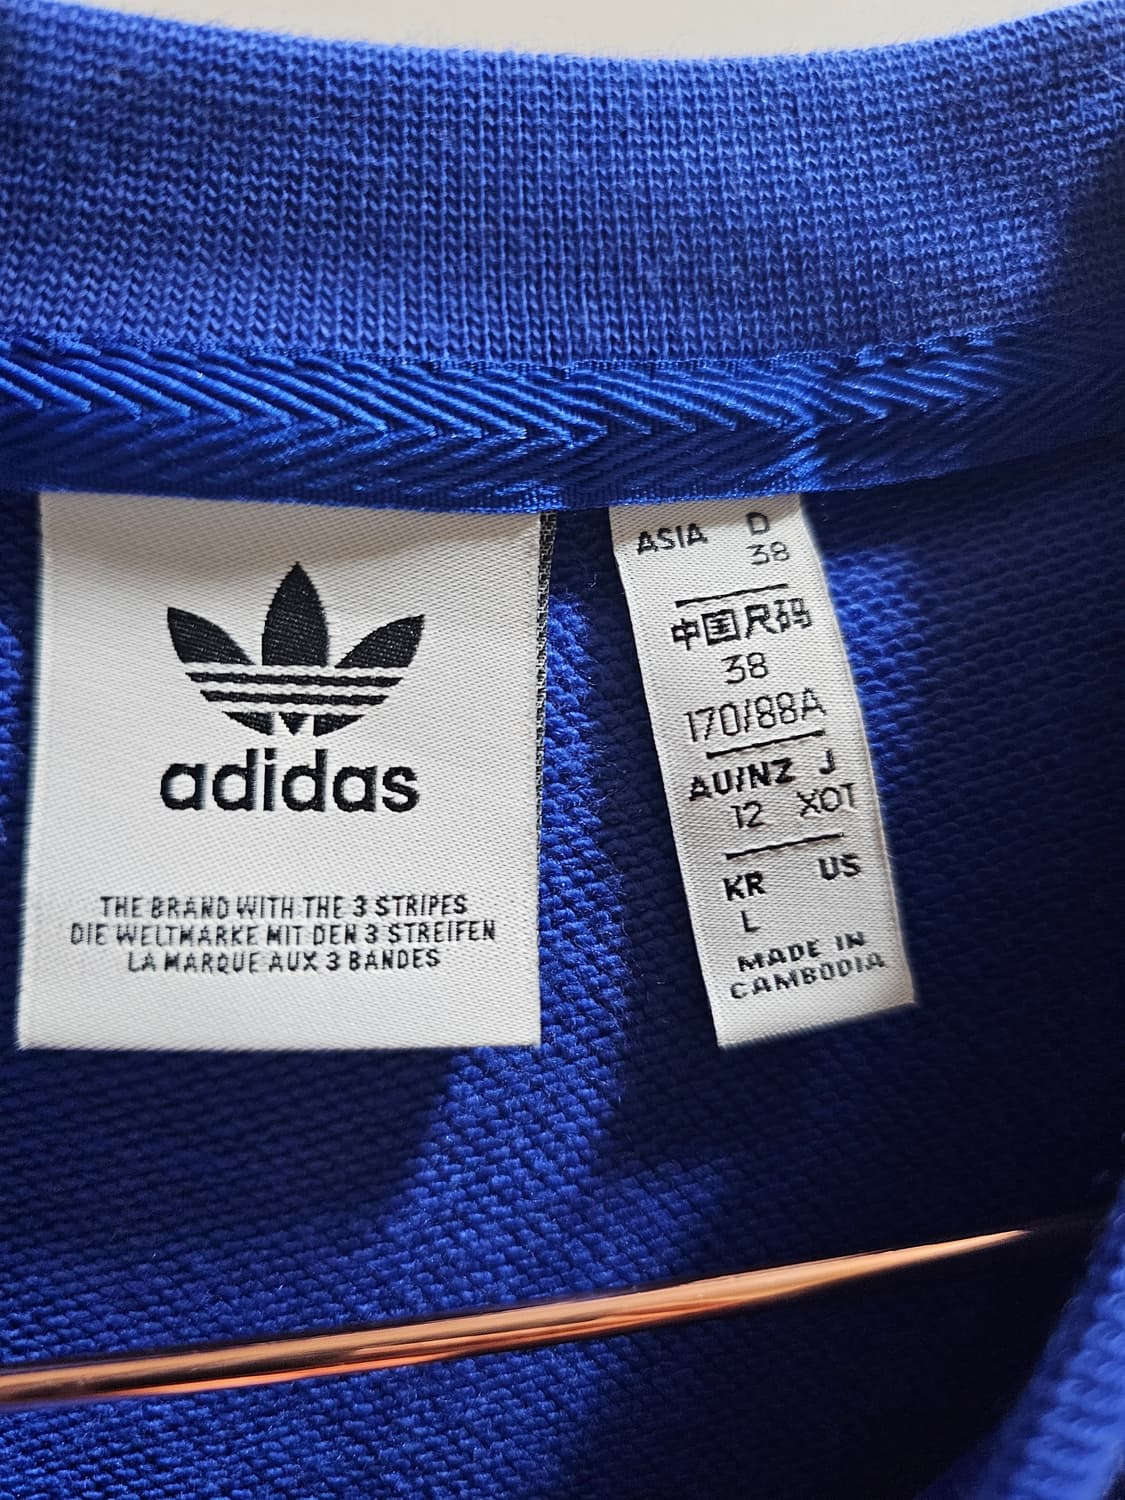 adidas
THE BRAND WITH THE 3 STRIPES
DIE WELTMARKE MIT DEN 3 STREIFEN
LA MARQUE AUX 3 BANDES
ASIA D
38
中国尺码
38
170/88A
AU/NZ J
12 XOT
KR US
L
MADE IN
CAMBODIA